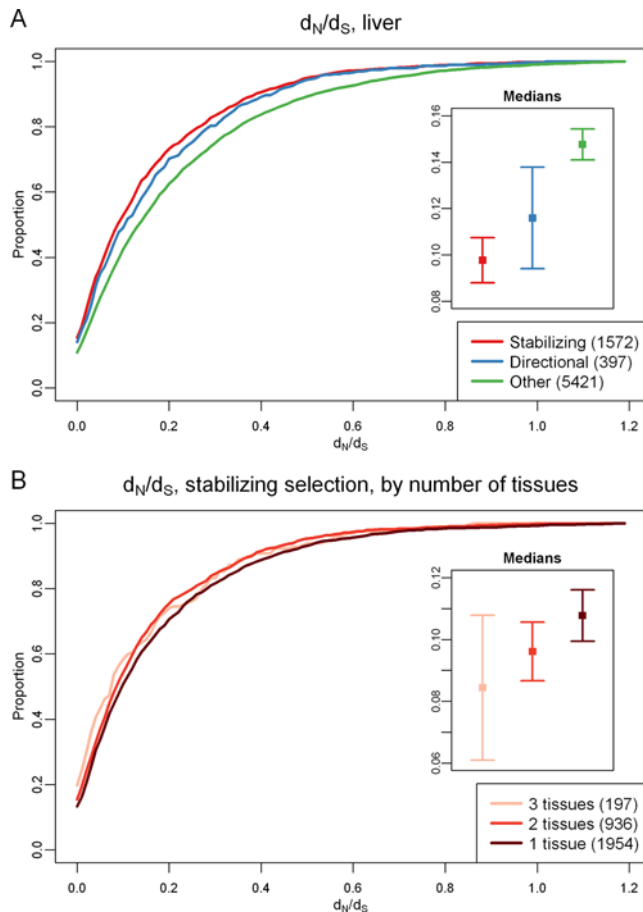 A
dN/dS, liver
Proportion
0.0
0.2
0.4
0.6
0.8
1.0
Medians
0.08
0.10
0.12
0.14
0.16
Stabilizing (1572)
Directional (397)
Other (5421)
0.0 0.2 0.4 0.6 0.8 1.0 1.2
dN/dS
B
dN/dS, stabilizing selection, by number of tissues
Proportion
0.0
0.2
0.4
0.6
0.8
1.0
Medians
0.06
0.08
0.10
0.12
3 tissues (197)
2 tissues (936)
1 tissue (1954)
0.0 0.2 0.4 0.6 0.8 1.0 1.2
dN/dS